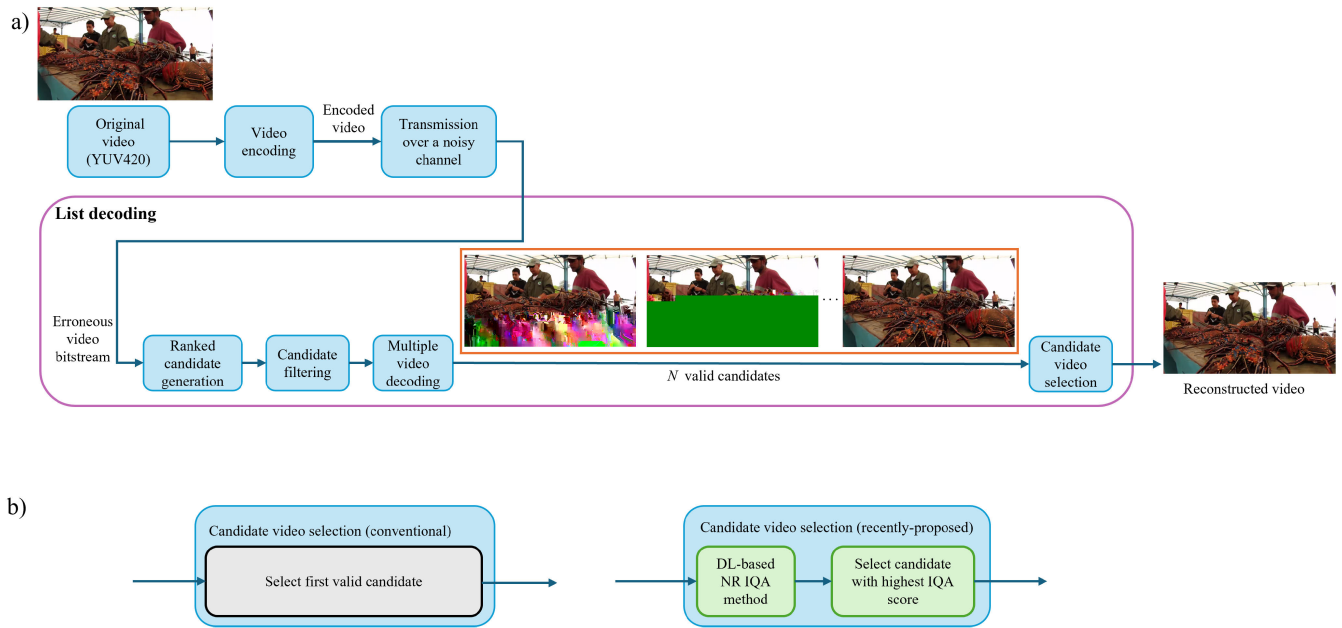 a)
Original
video
(YUV420)
Video
encoding
Encoded
video
Transmission
over a noisy
channel
List decoding
Erroneous
video
bitstream
Ranked
candidate
generation
Candidate
filtering
Multiple
video
decoding
...
N valid candidates
Candidate
video
selection
Reconstructed video
b)
Candidate video selection (conventional)
Select first valid candidate
Candidate video selection (recently-proposed)
DL-based
NR IQA
method
Select candidate
with highest IQA
score